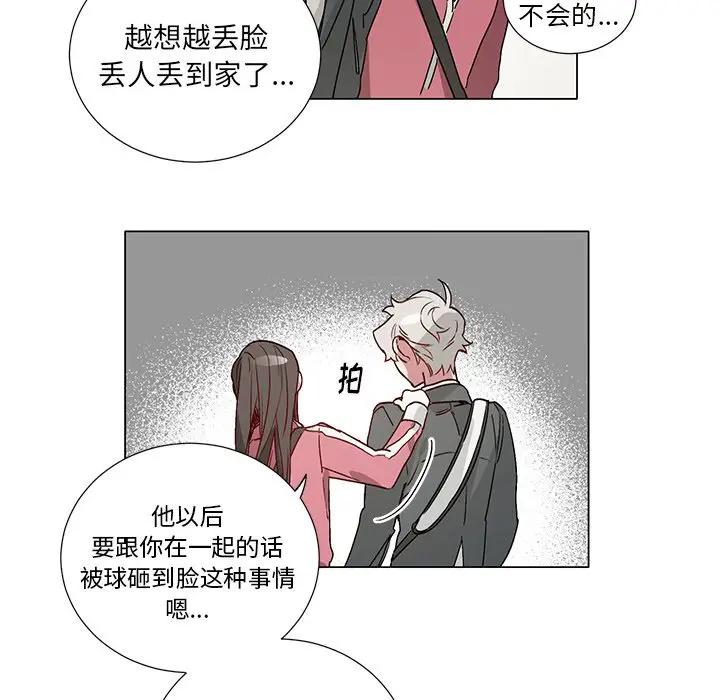 不会的...
越想越丢脸
丢人丢到家了...
拍
他以后
要跟你在一起的话
被球砸到脸这种事情
嗯...